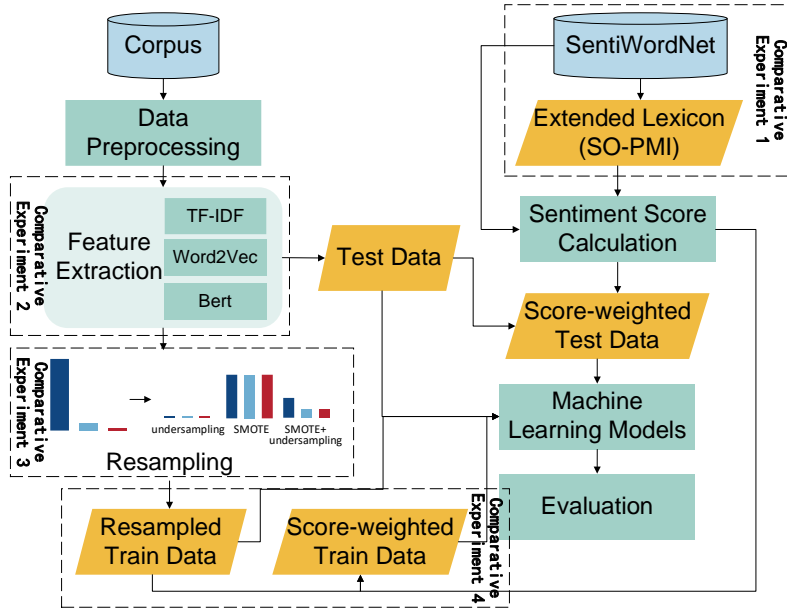 Corpus
Data
Preprocessing
Comparative
Experiment 2
Feature
Extraction
TF-IDF
Word2Vec
Bert
Test Data
Comparative
Experiment 3
undersampling
SMOTE
SMOTE+
undersampling
Resampling
Resampled
Train Data
Score-weighted
Train Data
Comparative
Experiment 4
SentiWordNet
Extended Lexicon
(SO-PMI)
Comparative
Experiment 1
Sentiment Score
Calculation
Score-weighted
Test Data
Machine
Learning Models
Evaluation